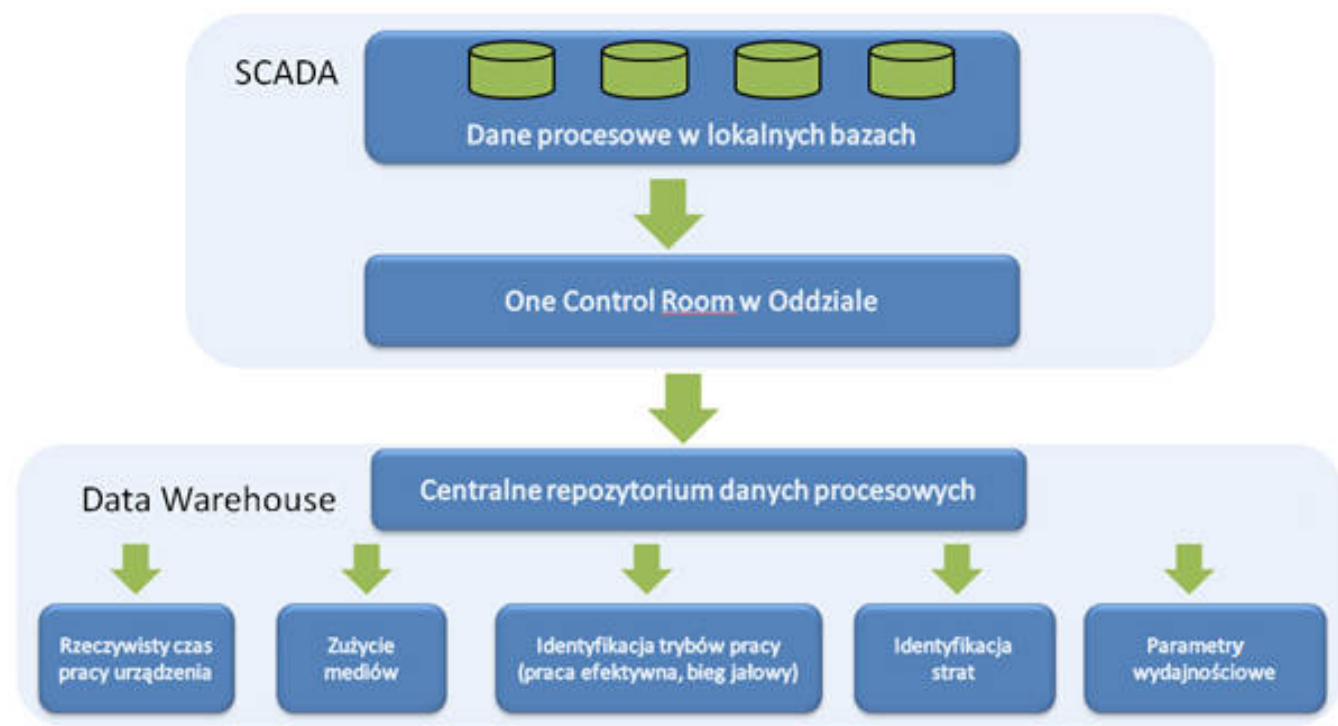 SCADA
Dane procesowe w lokalnych bazach
One Control Room w Oddziale
Data Warehouse
Centralne repozytorium danych procesowych
Rzeczywisty czas
pracy urządzenia
Zużycie
mediów
Identyfikacja trybów pracy
(praca efektywna, bieg jałowy)
Identyfikacja
strat
Parametry
wydajnościowe